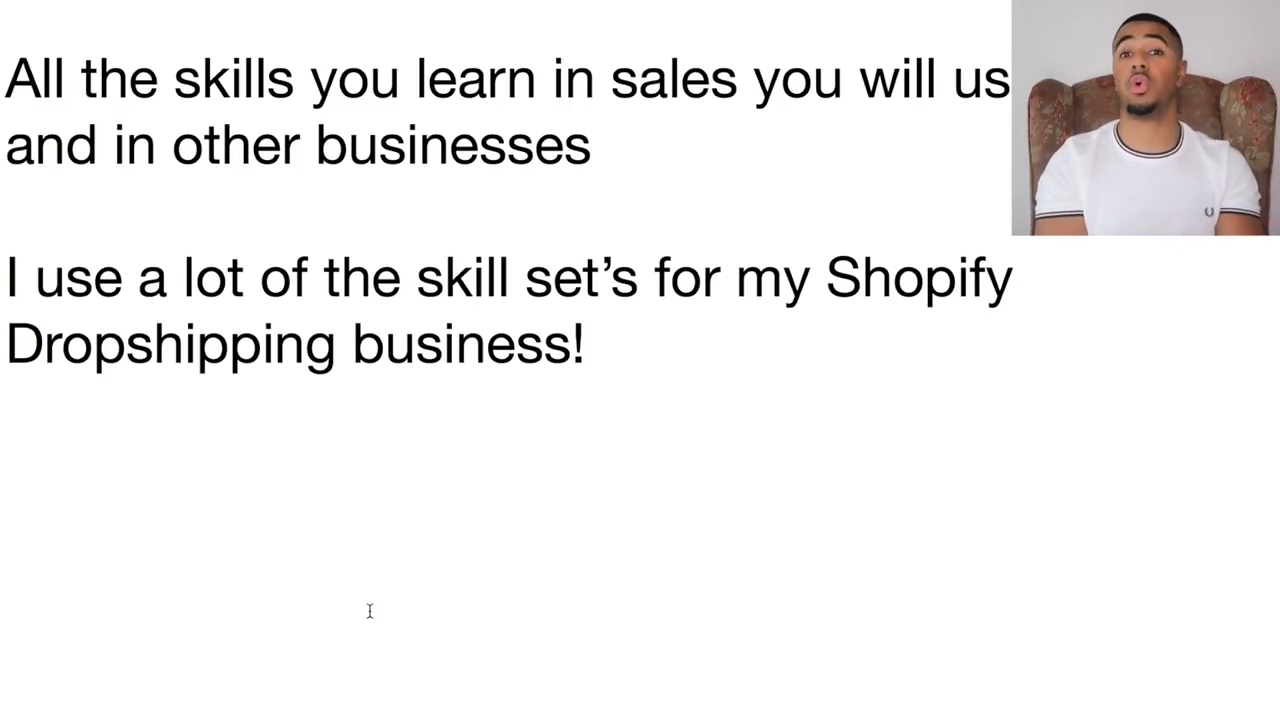 All the skills you learn in sales you will us
and in other businesses
I use a lot of the skill set’s for my Shopify
Dropshipping business!